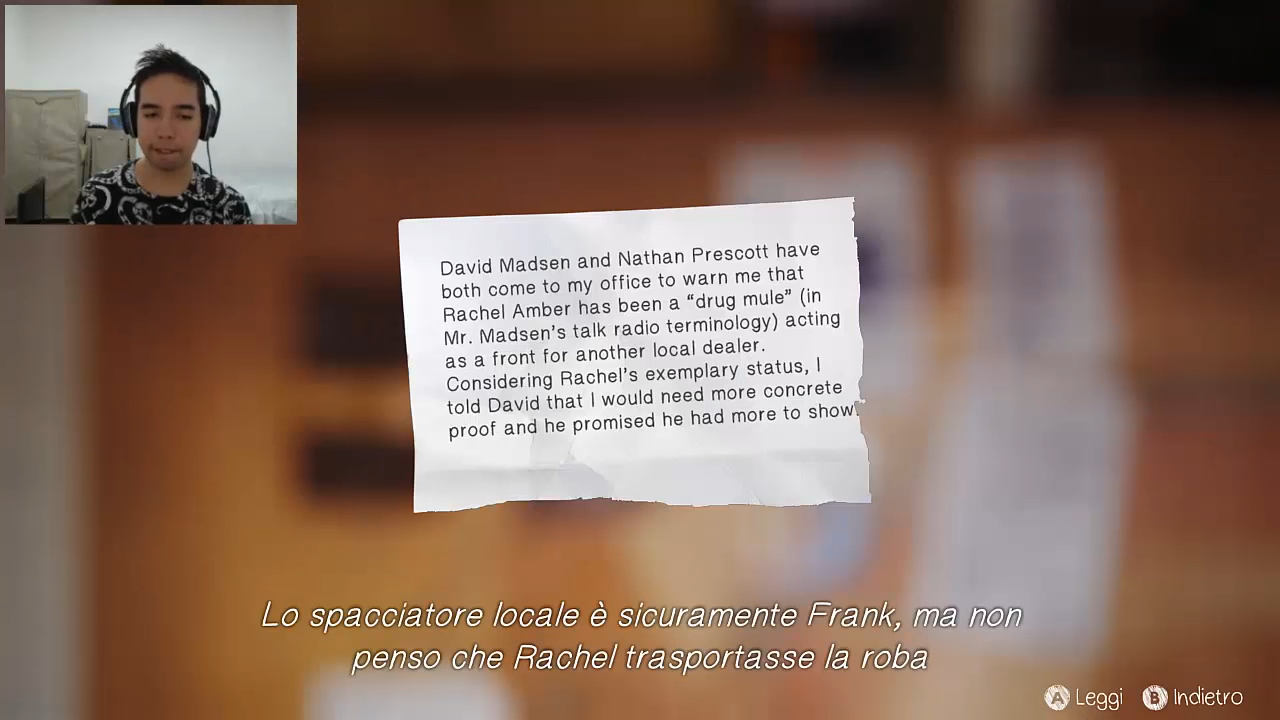 David Madsen and Nathan Prescott have
both come to my office to warn me that
Rachel Amber has been a “drug mule” (in
Mr. Madsen’s talk radio terminology) acting
as a front for another local dealer.
Considering Rachel’s exemplary status, I
told David that I would need more concrete
proof and he promised he had more to show.
Lo spacciatore locale è sicuramente Frank, ma non
penso che Rachel trasportasse la roba
A Leggi B Indietro